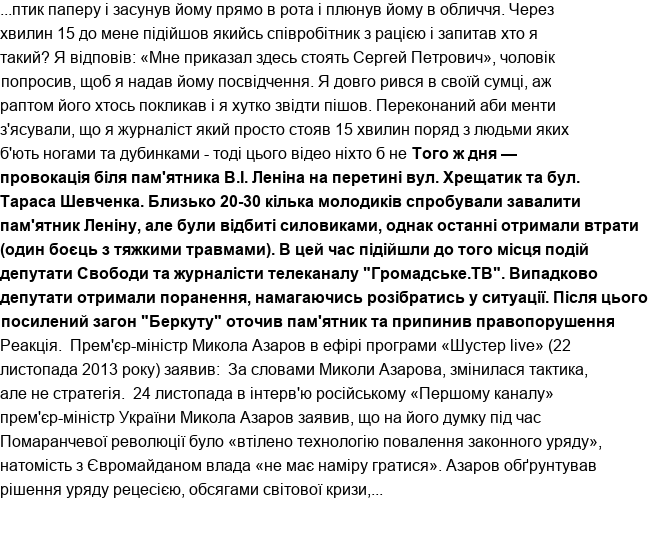 ...птик паперу і засунув йому прямо в рота і плюнув йому в обличчя. Через
хвилин 15 до мене підійшов якийсь співробітник з рацією і запитав хто я
такий? Я відповів: «Мне приказал здесь стоять Сергей Петрович», чоловік
попросив, щоб я надав йому посвідчення. Я довго рився в своїй сумці, аж
раптом його хтось покликав і я хутко звідти пішов. Переконаний аби менти
з'ясували, що я журналіст який просто стояв 15 хвилин поряд з людьми яких
б'ють ногами та дубинками - тоді цього відео ніхто б не Того ж дня —
провокація біля пам'ятника В.І. Леніна на перетині вул. Хрещатик та бул.
Тараса Шевченка. Близько 20-30 кілька молодиків спробували завалити
пам'ятник Леніну, але були відбиті силовиками, однак останні отримали втрати
(один боєць з тяжкими травмами). В цей час підійшли до того місця подій
депутати Свободи та журналісти телеканалу "Громадське.ТВ". Випадково
депутати отримали поранення, намагаючись розібратись у ситуації. Після цього
посилений загон "Беркуту" оточив пам'ятник та припинив правопорушення
Реакція.  Прем'єр-міністр Микола Азаров в ефірі програми «Шустер live» (22
листопада 2013 року) заявив:  За словами Миколи Азарова, змінилася тактика,
але не стратегія.  24 листопада в інтерв'ю російському «Першому каналу»
прем'єр-міністр України Микола Азаров заявив, що на його думку під час
Помаранчевої революції було «втілено технологію повалення законного уряду»,
натомість з Євромайданом влада «не має наміру гратися». Азаров обґрунтував
рішення уряду рецесією, обсягами світової кризи,...